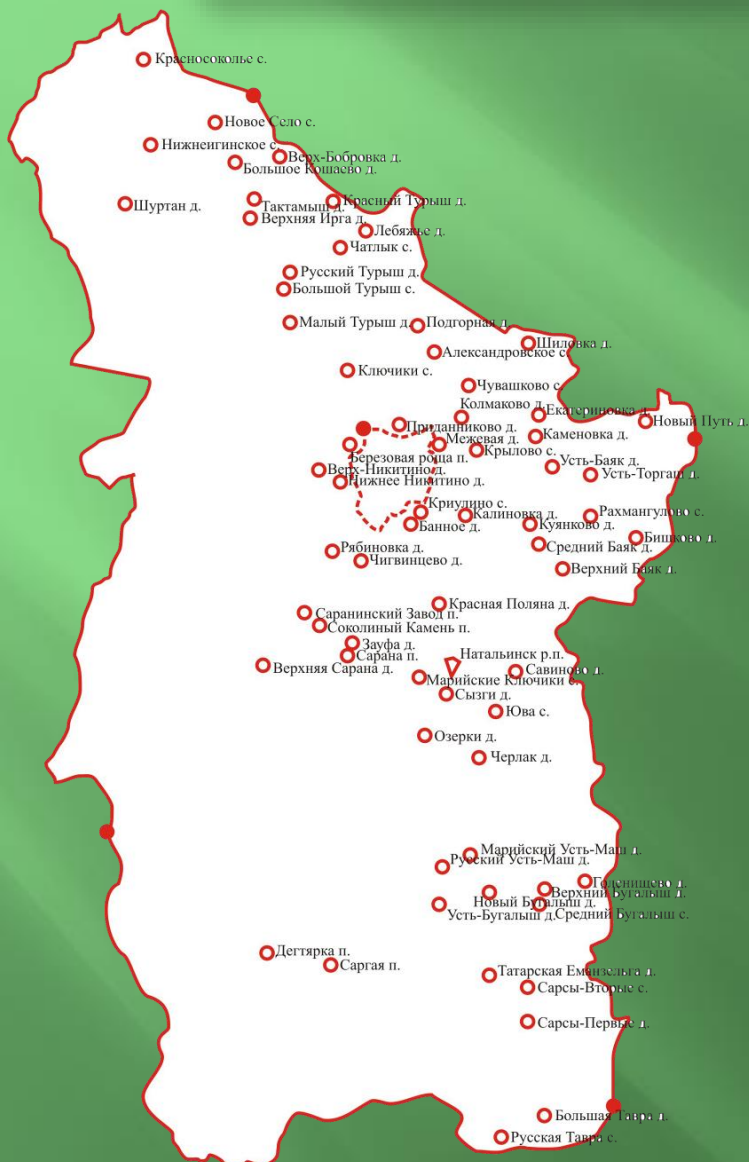 Красносоколье с.
Новое Село с.
Нижнеигинское с.
Верх-Бобровка д.
Большое Кошаево д.
Шуртан д.
Тактамыш д.
Красный Турыш д.
Верхняя Ирга д.
Лебяжье д.
Чатлык с.
Русский Турыш д.
Большой Турыш с.
Малый Турыш д.
Подгорная д.
Шиловка д.
Александровское с.
Ключики с.
Чувашково с.
Колмаково д.
Екатериновка д.
Новый Путь д.
Приданниково д.
Межевая д.
Каменовка д.
Крылово с.
Березовая роща п.
Верх-Никитино д.
Усть-Баяк д.
Усть-Торгаш д.
Нижнее Никитино д.
Криулино с.
Калиновка д.
Рахмангулово с.
Банное д.
Куянково д.
Бишково д.
Рябиновка д.
Средний Баяк д.
Чигвинцево д.
Верхний Баяк д.
Красная Поляна д.
Саранинский Завод п.
Соколиный Камень п.
Зауфа д.
Сарана п.
Натальинск р.п.
Верхняя Сарана д.
Савиново д.
Марийские Ключики с.
Сызги д.
Юва с.
Озерки д.
Черлак д.
Марийский Усть-Маш д.
Русский Усть-Маш д.
Голенищево д.
Верхний Бугалыш д.
Новый Бугалыш д.
Усть-Бугалыш д.
Средний Бугалыш с.
Дегтярка п.
Саргая п.
Татарская Еманзельга д.
Сарсы-Вторые с.
Сарсы-Первые д.
Большая Тавра д.
Русская Тавра с.